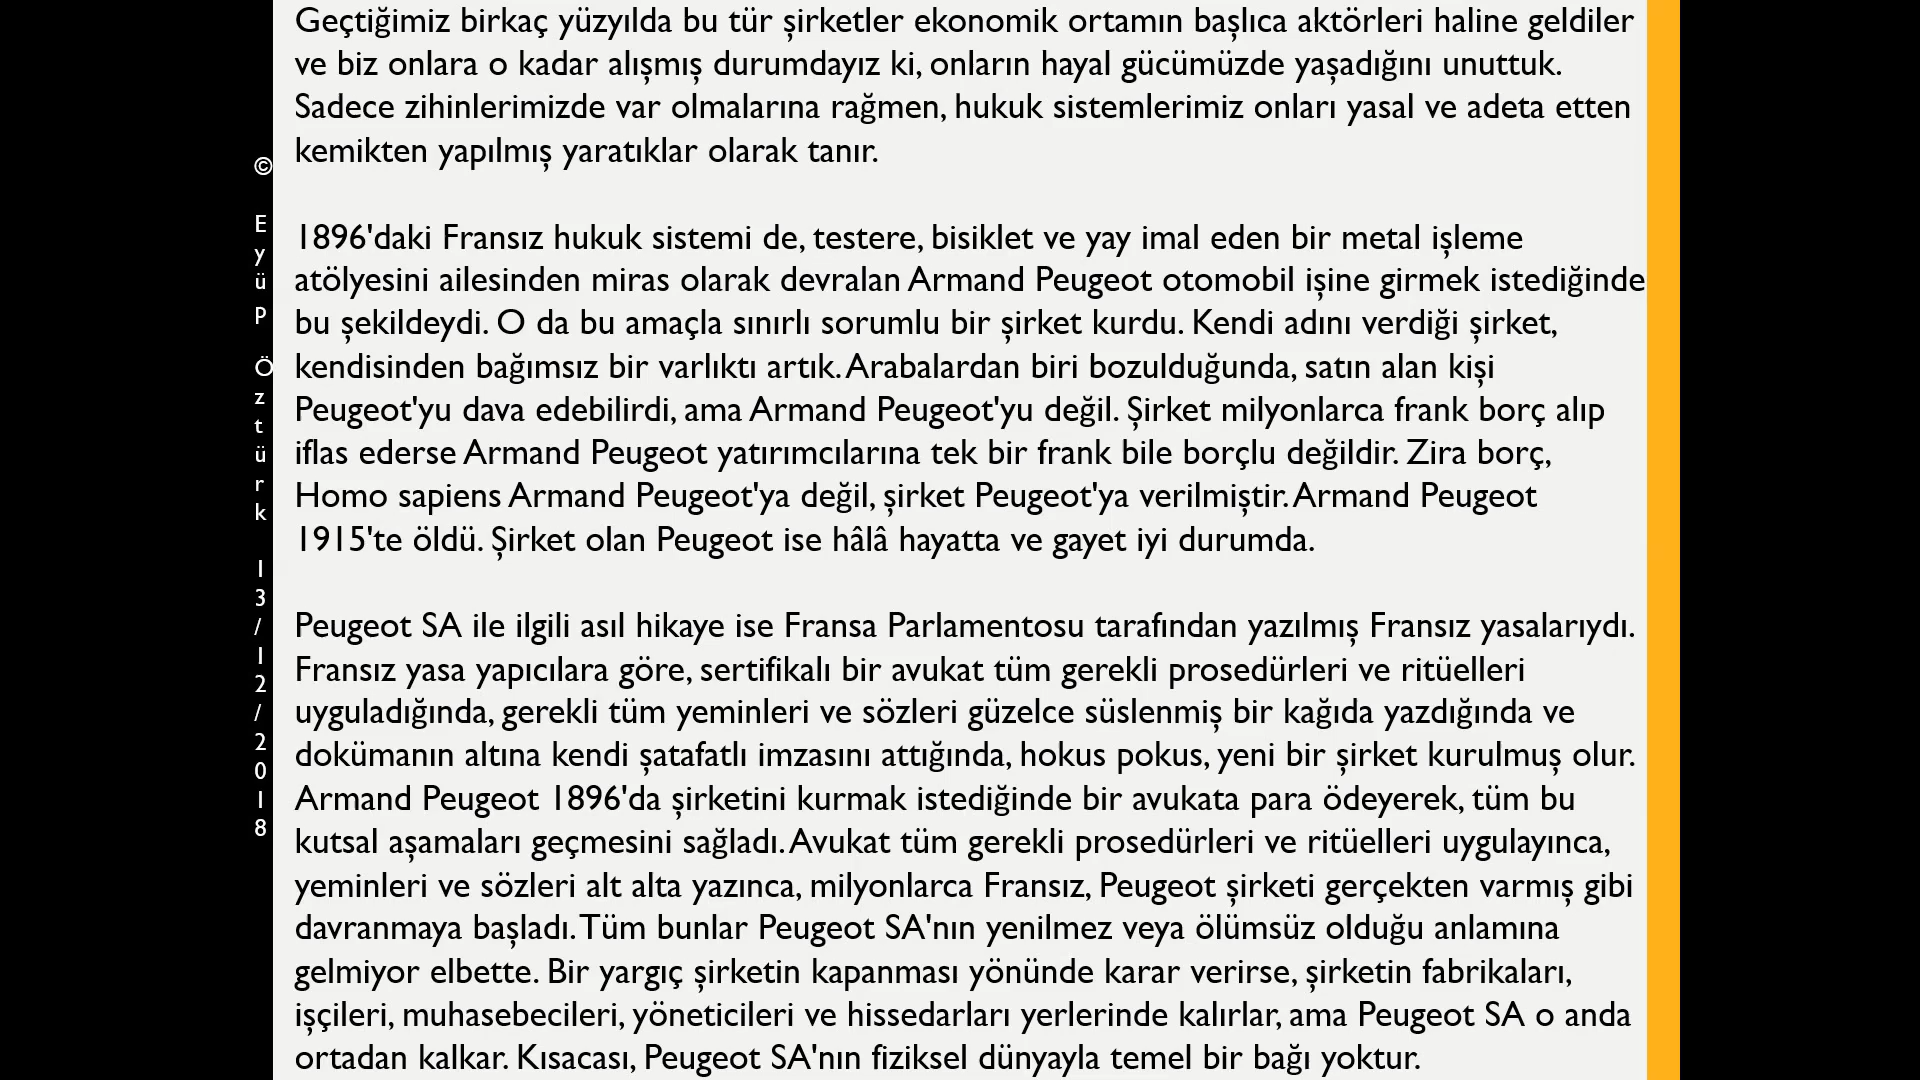 Geçtiğimiz birkaç yüzyılda bu tür şirketler ekonomik ortamın başlıca aktörleri haline geldiler
ve biz onlara o kadar alışmış durumdayız ki, onların hayal gücümüzde yaşadığını unuttuk.
Sadece zihinlerimizde var olmalarına rağmen, hukuk sistemlerimiz onları yasal ve adeta etten
kemikten yapılmış yaratıklar olarak tanır.
1896'daki Fransız hukuk sistemi de, testere, bisiklet ve yay imal eden bir metal işleme
atölyesini ailesinden miras olarak devralan Armand Peugeot otomobil işine girmek istediğinde
bu şekildeydi. O da bu amaçla sınırlı sorumlu bir şirket kurdu. Kendi adını verdiği şirket,
kendisinden bağımsız bir varlıktı artık. Arabalardan biri bozulduğunda, satın alan kişi
Peugeot'yu dava edebilirdi, ama Armand Peugeot'yu değil. Şirket milyonlarca frank borç alıp
iflas ederse Armand Peugeot yatırımcılarına tek bir frank bile borçlu değildir. Zira borç,
Homo sapiens Armand Peugeot'ya değil, şirket Peugeot'ya verilmiştir. Armand Peugeot
1915'te öldü. Şirket olan Peugeot ise hâlâ hayatta ve gayet iyi durumda.
Peugeot SA ile ilgili asıl hikaye ise Fransa Parlamentosu tarafından yazılmış Fransız yasalarıydı.
Fransız yasa yapıcılara göre, sertifikalı bir avukat tüm gerekli prosedürleri ve ritüelleri
uyguladığında, gerekli tüm yeminleri ve sözleri güzelce süslenmiş bir kağıda yazdığında ve
dokümanın altına kendi şatafatlı imzasını attığında, hokus pokus, yeni bir şirket kurulmuş olur.
Armand Peugeot 1896'da şirketini kurmak istediğinde bir avukata para ödeyerek, tüm bu
kutsal aşamaları geçmesini sağladı. Avukat tüm gerekli prosedürleri ve ritüelleri uygulayınca,
yeminleri ve sözleri alt alta yazınca, milyonlarca Fransız, Peugeot şirketi gerçekten varmış gibi
davranmaya başladı. Tüm bunlar Peugeot SA'nın yenilmez veya ölümsüz olduğu anlamına
gelmiyor elbette. Bir yargıç şirketin kapanması yönünde karar verirse, şirketin fabrikaları,
işçileri, muhasebecileri, yöneticileri ve hissedarları yerlerinde kalırlar, ama Peugeot SA o anda
ortadan kalkar. Kısacası, Peugeot SA'nın fiziksel dünyayla temel bir bağı yoktur.
© Eyüp Öztürk 13/12/2018